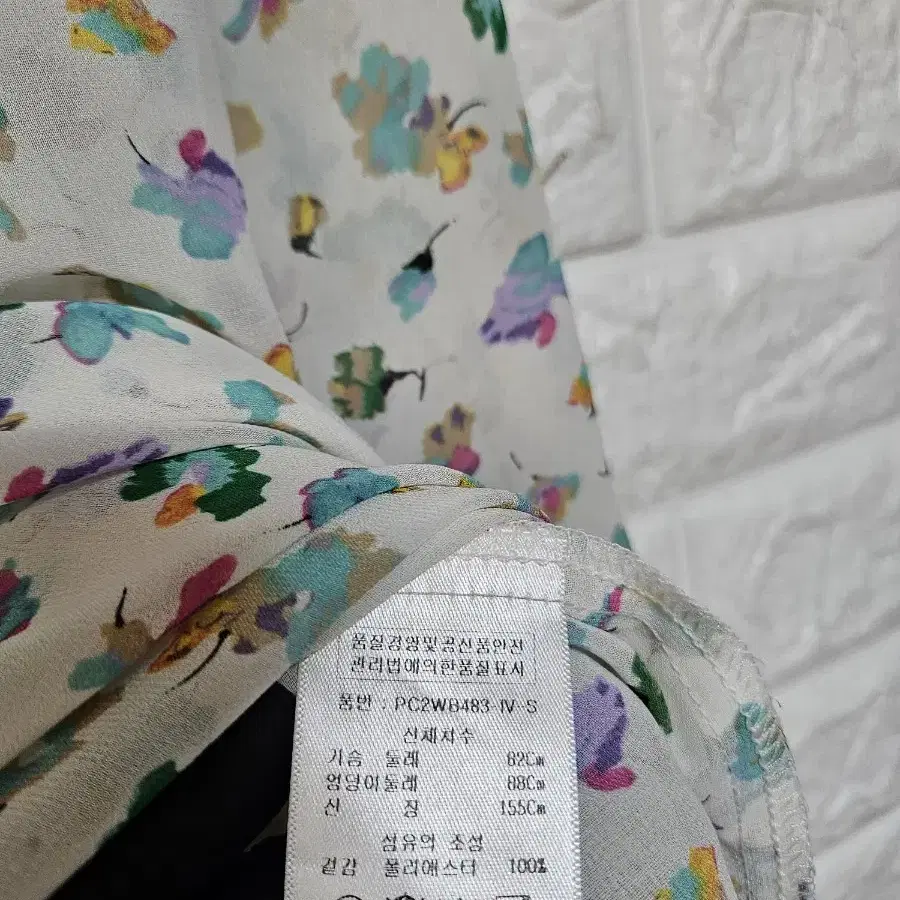 품질경영및공산품안전
관리법에의한품질표시
품번 : PC2WB483-IV-S
신체치수
가슴 둘레 82Cm
엉덩이둘레 88Cm
신 장 155Cm
섬유의 조성
겉감 폴리에스터 100%